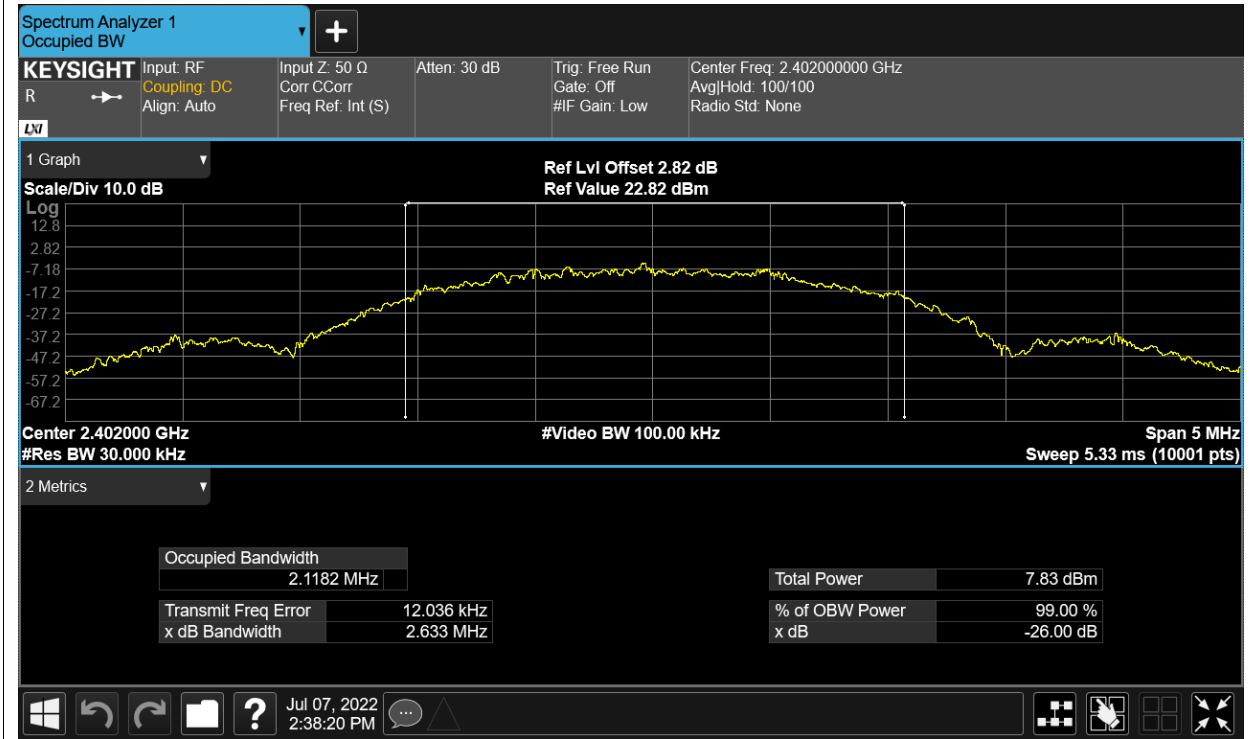 Spectrum Analyzer 1
Occupied BW
KEYSIGHT
R
LXI
Input: RF
Coupling: DC
Align: Auto
Input Z: 50 Ω
Corr CCorr
Freq Ref: Int (S)
Atten: 30 dB
Trig: Free Run
Gate: Off
#IF Gain: Low
Center Freq: 2.402000000 GHz
Avg|Hold: 100/100
Radio Std: None
1 Graph
Scale/Div 10.0 dB
Ref Lvl Offset 2.82 dB
Ref Value 22.82 dBm
Log
12.8
2.82
-7.18
-17.2
-27.2
-37.2
-47.2
-57.2
-67.2
Center 2.402000 GHz
#Video BW 100.00 kHz
Span 5 MHz
#Res BW 30.000 kHz
Sweep 5.33 ms (10001 pts)
2 Metrics
Occupied Bandwidth
2.1182 MHz
Total Power 7.83 dBm
Transmit Freq Error 12.036 kHz
% of OBW Power 99.00 %
x dB Bandwidth 2.633 MHz
x dB -26.00 dB
?
Jul 07, 2022
2:38:20 PM